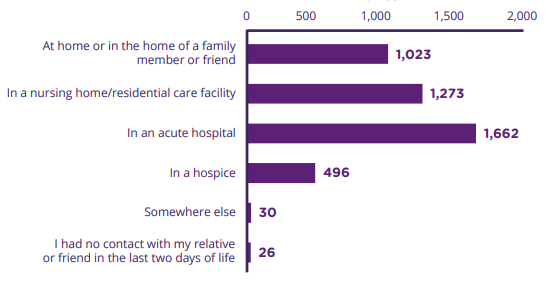 0 500 1,000 1,500 2,000
At home or in the home of a family
member or friend
1,023
In a nursing home/residential care facility
1,273
In an acute hospital
1,662
In a hospice
496
Somewhere else
30
I had no contact with my relative
or friend in the last two days of life
26